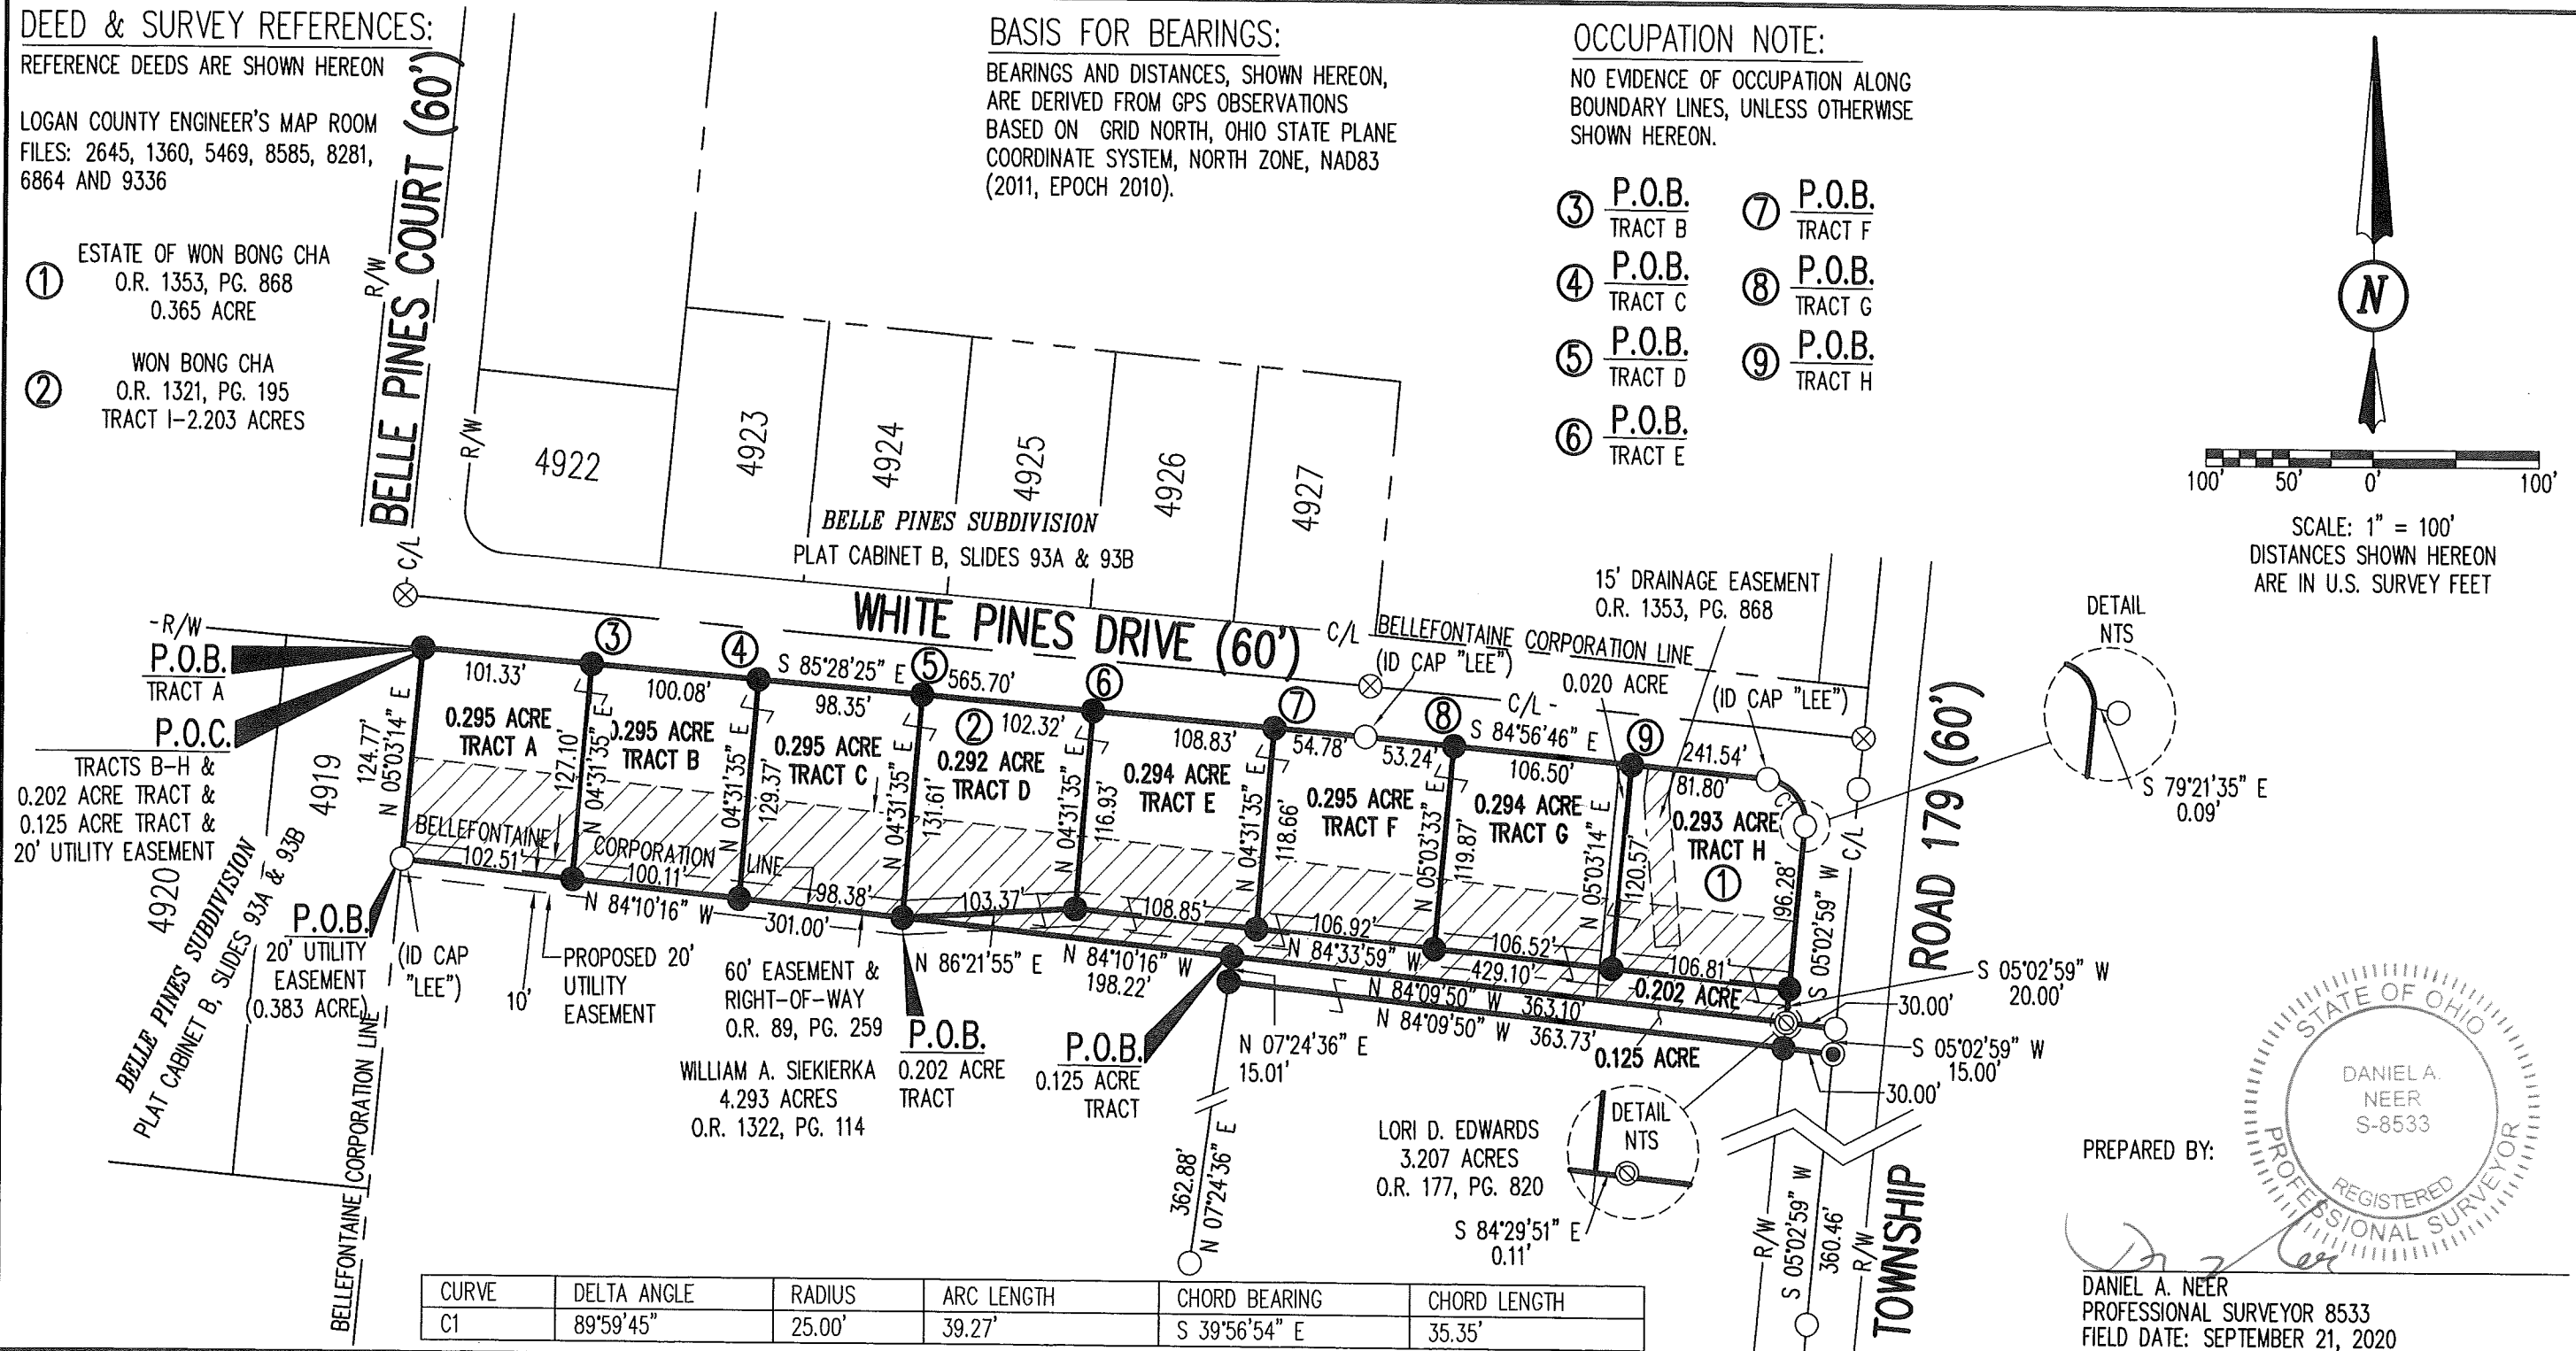 DEED & SURVEY REFERENCES:
REFERENCE DEEDS ARE SHOWN HEREON
LOGAN COUNTY ENGINEER'S MAP ROOM
FILES: 2645, 1360, 5469, 8585, 8281,
6864 AND 9336
① ESTATE OF WON BONG CHA
O.R. 1353, PG. 868
0.365 ACRE
② WON BONG CHA
O.R. 1321, PG. 195
TRACT I-2.203 ACRES
BASIS FOR BEARINGS:
BEARINGS AND DISTANCES, SHOWN HEREON,
ARE DERIVED FROM GPS OBSERVATIONS
BASED ON GRID NORTH, OHIO STATE PLANE
COORDINATE SYSTEM, NORTH ZONE, NAD83
(2011, EPOCH 2010).
OCCUPATION NOTE:
NO EVIDENCE OF OCCUPATION ALONG
BOUNDARY LINES, UNLESS OTHERWISE
SHOWN HEREON.
③ P.O.B.
TRACT B
④ P.O.B.
TRACT C
⑤ P.O.B.
TRACT D
⑥ P.O.B.
TRACT E
⑦ P.O.B.
TRACT F
⑧ P.O.B.
TRACT G
⑨ P.O.B.
TRACT H
N
100' 50' 0' 100'
SCALE: 1" = 100'
DISTANCES SHOWN HEREON
ARE IN U.S. SURVEY FEET
BELLE PINES COURT (60')
R/W
R/W
C/L
4922
4923
4924
4925
4926
4927
BELLE PINES SUBDIVISION
PLAT CABINET B, SLIDES 93A & 93B
WHITE PINES DRIVE (60')
C/L
BELLEFONTAINE CORPORATION LINE
(ID CAP "LEE")
C/L
15' DRAINAGE EASEMENT
O.R. 1353, PG. 868
0.020 ACRE
(ID CAP "LEE")
DETAIL
NTS
S 79°21'35" E
0.09'
R/W
P.O.B.
TRACT A
P.O.C.
TRACTS B-H &
0.202 ACRE TRACT &
0.125 ACRE TRACT &
20' UTILITY EASEMENT
4919
4920
BELLE PINES SUBDIVISION
PLAT CABINET B, SLIDES 93A & 93B
③
④
⑤
⑥
⑦
⑧
⑨
101.33'
100.08'
S 85°28'25" E
565.70'
98.35'
②
102.32'
108.83'
54.78'
53.24'
S 84°56'46" E
241.54'
106.50'
81.80'
C1
N 05°03'14" E
124.77'
0.295 ACRE
TRACT A
N 04°31'35" E
127.10'
0.295 ACRE
TRACT B
N 04°31'35" E
129.37'
0.295 ACRE
TRACT C
N 04°31'35" E
131.61'
0.292 ACRE
TRACT D
N 04°31'35" E
116.93'
0.294 ACRE
TRACT E
N 04°31'35" E
118.66'
0.295 ACRE
TRACT F
N 05°03'33" E
119.87'
0.294 ACRE
TRACT G
N 05°03'14" E
120.57'
0.293 ACRE
TRACT H
①
96.28'
S 05°02'59" W
C/L
ROAD 179 (60')
BELLEFONTAINE CORPORATION LINE
102.51'
100.11'
98.38'
N 84°10'16" W
301.00'
103.37'
108.85'
106.92'
106.52'
106.81'
N 86°21'55" E
N 84°10'16" W
198.22'
N 84°33'59" W
429.10'
0.202 ACRE
N 84°09'50" W 363.10'
N 84°09'50" W 363.73'
0.125 ACRE
S 05°02'59" W
20.00'
30.00'
S 05°02'59" W
15.00'
30.00'
P.O.B.
20' UTILITY
EASEMENT
(0.383 ACRE)
(ID CAP
"LEE")
10'
PROPOSED 20'
UTILITY
EASEMENT
60' EASEMENT &
RIGHT-OF-WAY
O.R. 89, PG. 259
WILLIAM A. SIEKIERKA
4.293 ACRES
O.R. 1322, PG. 114
P.O.B.
0.202 ACRE
TRACT
P.O.B.
0.125 ACRE
TRACT
N 07°24'36" E
15.01'
362.88'
N 07°24'36" E
LORI D. EDWARDS
3.207 ACRES
O.R. 177, PG. 820
DETAIL
NTS
S 84°29'51" E
0.11'
R/W
S 05°02'59" W
360.46'
R/W
TOWNSHIP
BELLEFONTAINE CORPORATION LINE
CURVE DELTA ANGLE RADIUS ARC LENGTH CHORD BEARING CHORD LENGTH
C1 89°59'45" 25.00' 39.27' S 39°56'54" E 35.35'
PREPARED BY:
STATE OF OHIO
DANIEL A.
NEER
S-8533
REGISTERED
PROFESSIONAL SURVEYOR
DANIEL A. NEER
PROFESSIONAL SURVEYOR 8533
FIELD DATE: SEPTEMBER 21, 2020